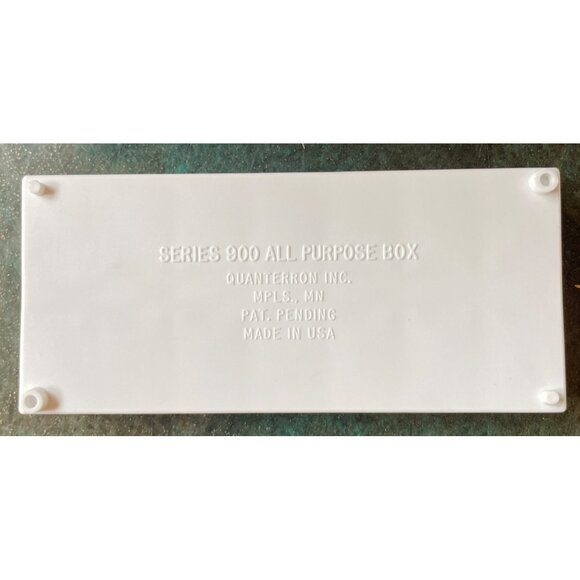 SERIES 900 ALL PURPOSE BOX
QUANTERRON INC.
MPLS., MN
PAT. PENDING
MADE IN USA